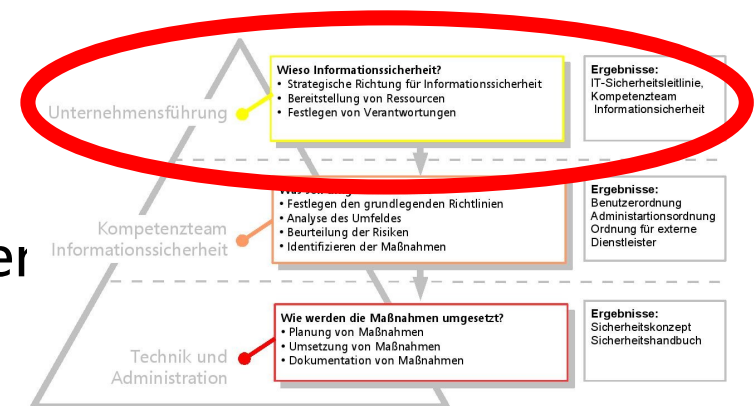 Unternehmensführung
Wieso Informationssicherheit?
• Strategische Richtung für Informationssicherheit
• Bereitstellung von Ressourcen
• Festlegen von Verantwortungen
Ergebnisse:
IT-Sicherheitsleitlinie,
Kompetenzteam
Informationsicherheit
er
Kompetenzteam
Informationssicherheit
• Festlegen den grundlegenden Richtlinien
• Analyse des Umfeldes
• Beurteilung der Risiken
• Identifizieren der Maßnahmen
Ergebnisse:
Benutzerordnung
Administartionsordnung
Ordnung für externe
Dienstleister
Technik und
Administration
Wie werden die Maßnahmen umgesetzt?
• Planung von Maßnahmen
• Umsetzung von Maßnahmen
• Dokumentation von Maßnahmen
Ergebnisse:
Sicherheitskonzept
Sicherheitshandbuch